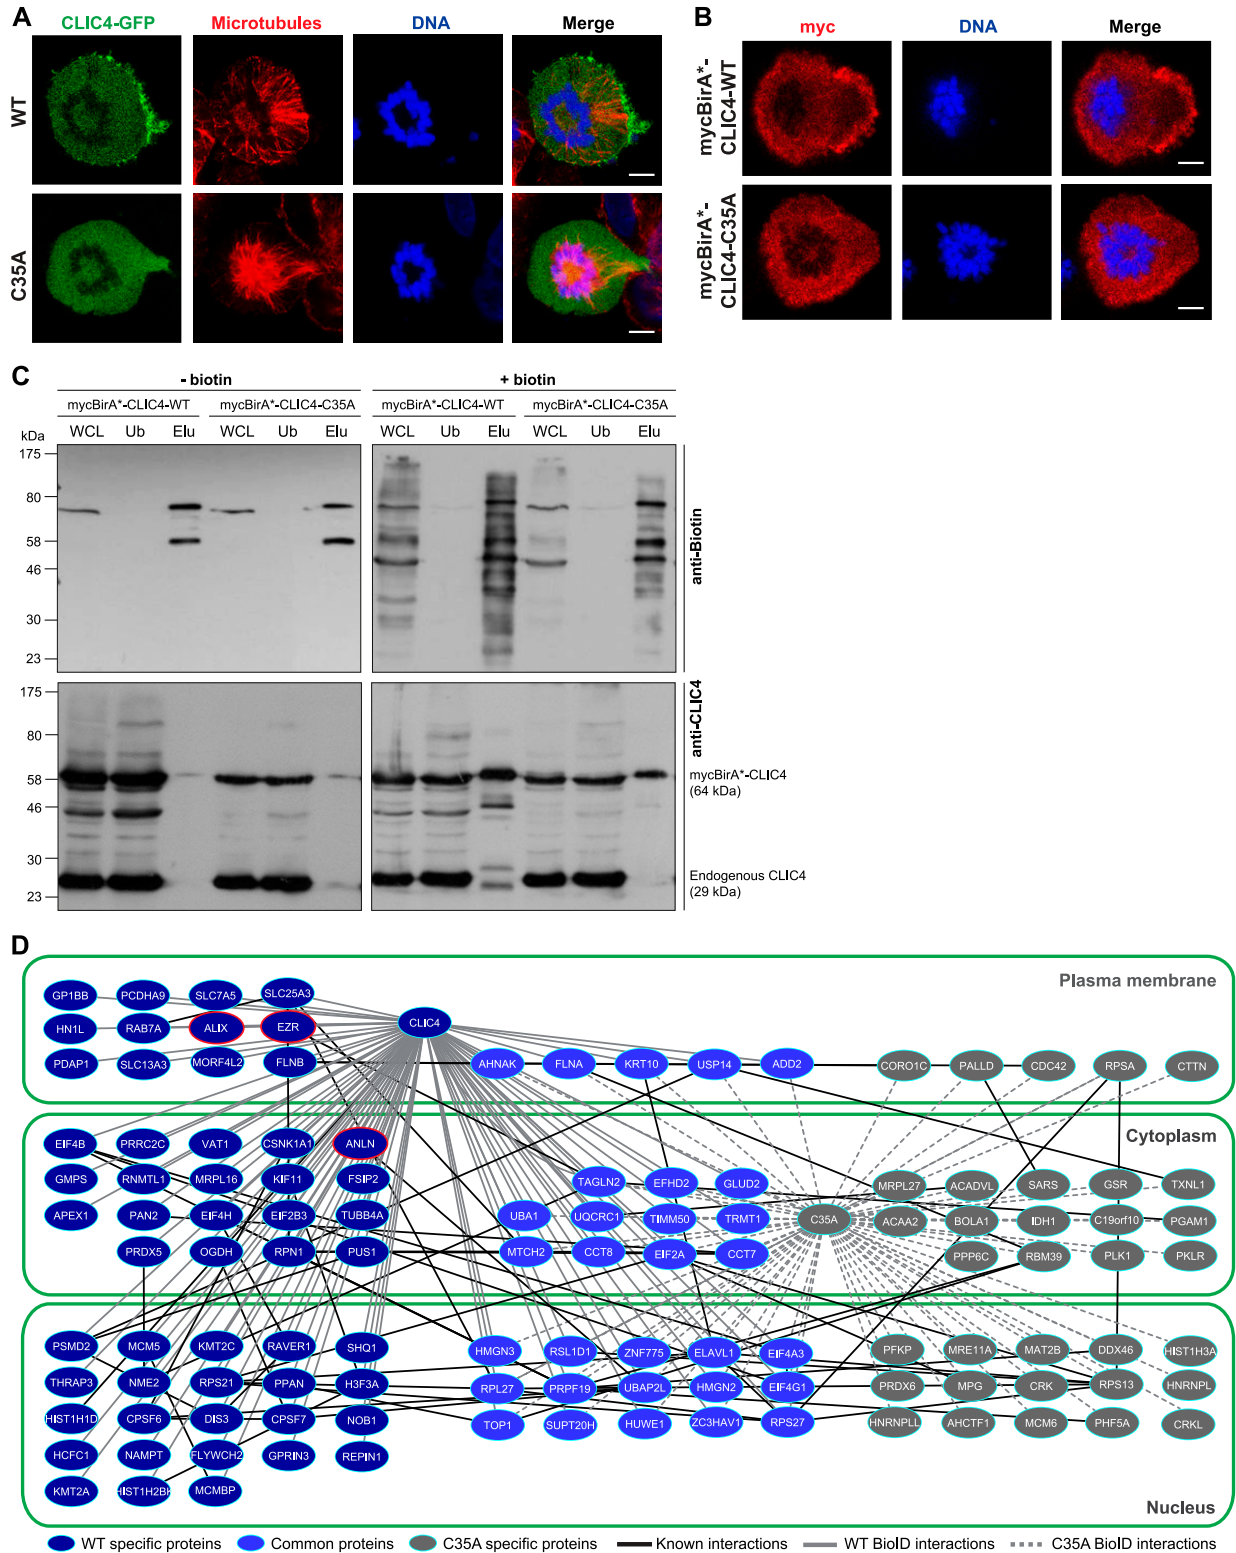 A
CLIC4-GFP Microtubules DNA Merge
WT
C35A
B
myc DNA Merge
mycBirA*-
CLIC4-WT
mycBirA*-
CLIC4-C35A
C
- biotin + biotin
mycBirA*-CLIC4-WT mycBirA*-CLIC4-C35A mycBirA*-CLIC4-WT mycBirA*-CLIC4-C35A
kDa WCL Ub Elu WCL Ub Elu WCL Ub Elu WCL Ub Elu
175
80
58
46
30
23
anti-Biotin
175
80
58
46
30
23
anti-CLIC4
mycBirA*-CLIC4
(64 kDa)
Endogenous CLIC4
(29 kDa)
D
Plasma membrane
GP1BB PCDHA9 SLC7A5 SLC25A3
HN1L RAB7A ALIX EZR CLIC4
PDAP1 SLC13A3 MORF4L2 FLNB AHNAK FLNA KRT10 USP14 ADD2 CORO1C PALLD CDC42 RPSA CTTN
Cytoplasm
EIF4B PRRC2C VAT1 CSNK1A1 ANLN
GMPS RNMTL1 MRPL16 KIF11 FSIP2 TAGLN2 EFHD2 GLUD2 MRPL27 ACADVL SARS GSR TXNL1
APEX1 PAN2 EIF4H EIF2B3 TUBB4A UBA1 UQCRC1 TIMM50 TRMT1 C35A ACAA2 BOLA1 IDH1 C19orf10 PGAM1
PRDX5 OGDH RPN1 PUS1 MTCH2 CCT8 EIF2A CCT7 PPP6C RBM39 PLK1 PKLR
PSMD2 MCM5 KMT2C RAVER1 SHQ1 HMGN3 RSL1D1 ZNF775 ELAVL1 EIF4A3 PFKP MRE11A MAT2B DDX46 HIST1H3A
THRAP3 NME2 RPS21 PPAN H3F3A RPL27 PRPF19 UBAP2L HMGN2 EIF4G1 PRDX6 MPG CRK RPS13 HNRNPL
HIST1H1D CPSF6 DIS3 CPSF7 NOB1 TOP1 SUPT20H HUWE1 ZC3HAV1 RPS27 HNRNPLL AHCTF1 MCM6 PHF5A CRKL
HCFC1 NAMPT FLYWCH2 GPRIN3 REPIN1
KMT2A HIST1H2BK MCMBP
Nucleus
WT specific proteins Common proteins C35A specific proteins Known interactions WT BioID interactions C35A BioID interactions